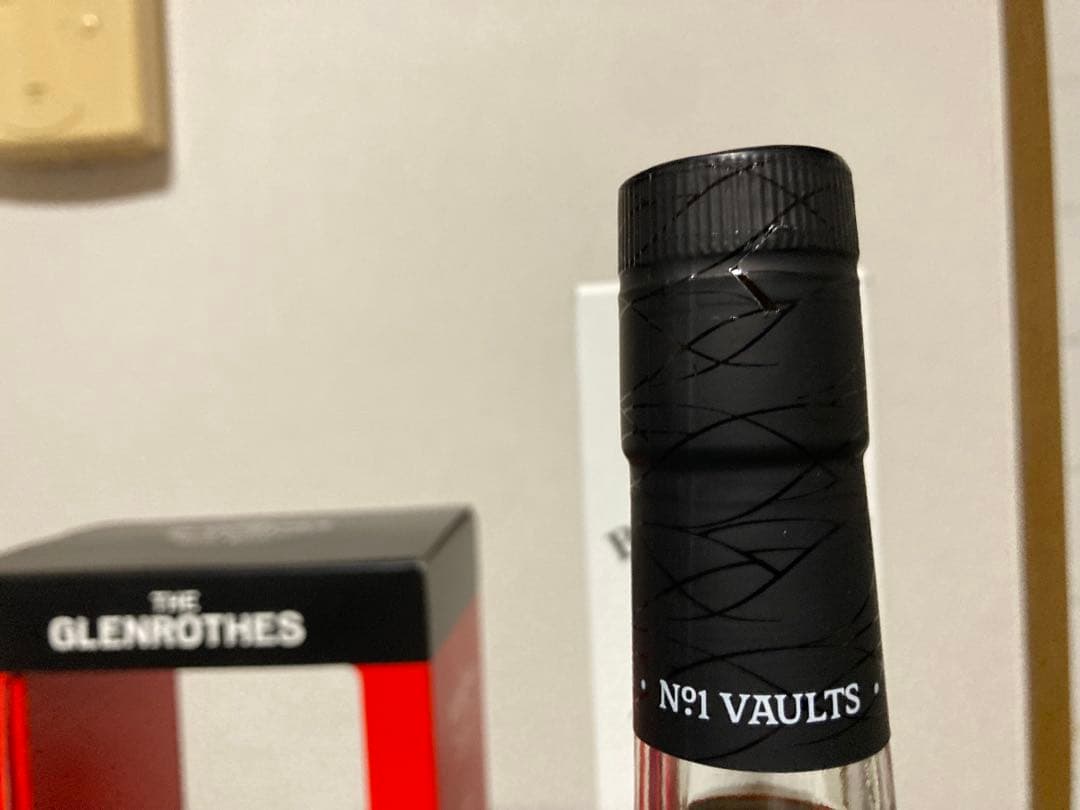 THE
GLENROTHES
· Nº1 VAULTS ·